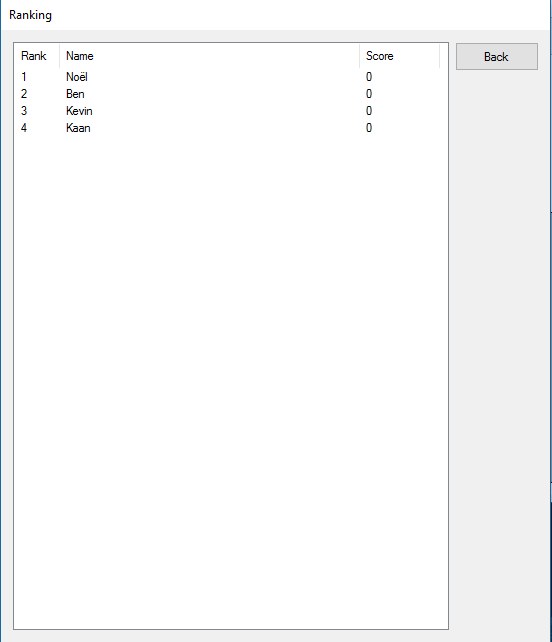 Ranking
Rank Name Score
1 Noël 0
2 Ben 0
3 Kevin 0
4 Kaan 0
Back